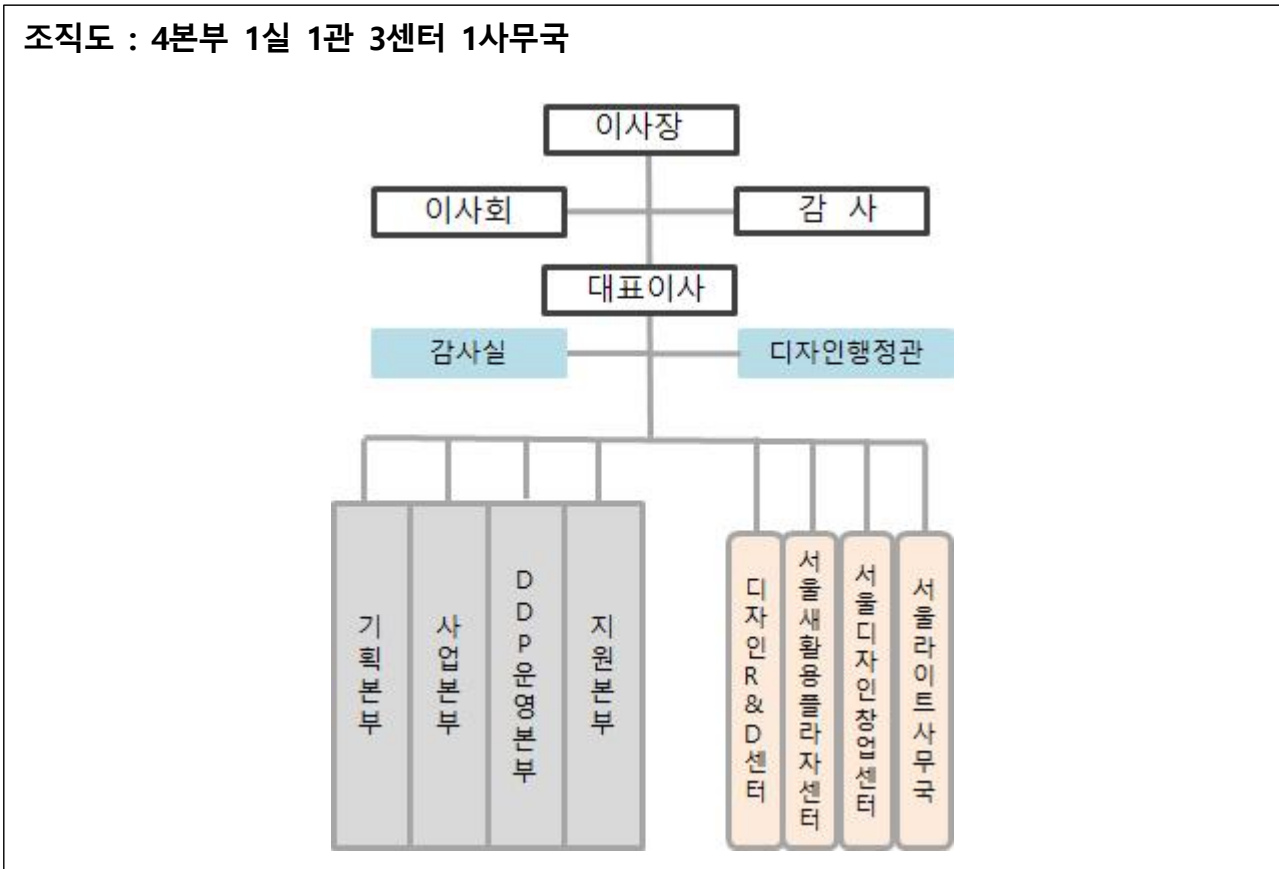 조직도 : 4본부 1실 1관 3센터 1사무국
이사장
이사회
감 사
대표이사
감사실
디자인행정관
기획본부
사업본부
DDP운영본부
지원본부
디자인R&D센터
서울새활용플라자센터
서울디자인창업센터
서울라이트사무국